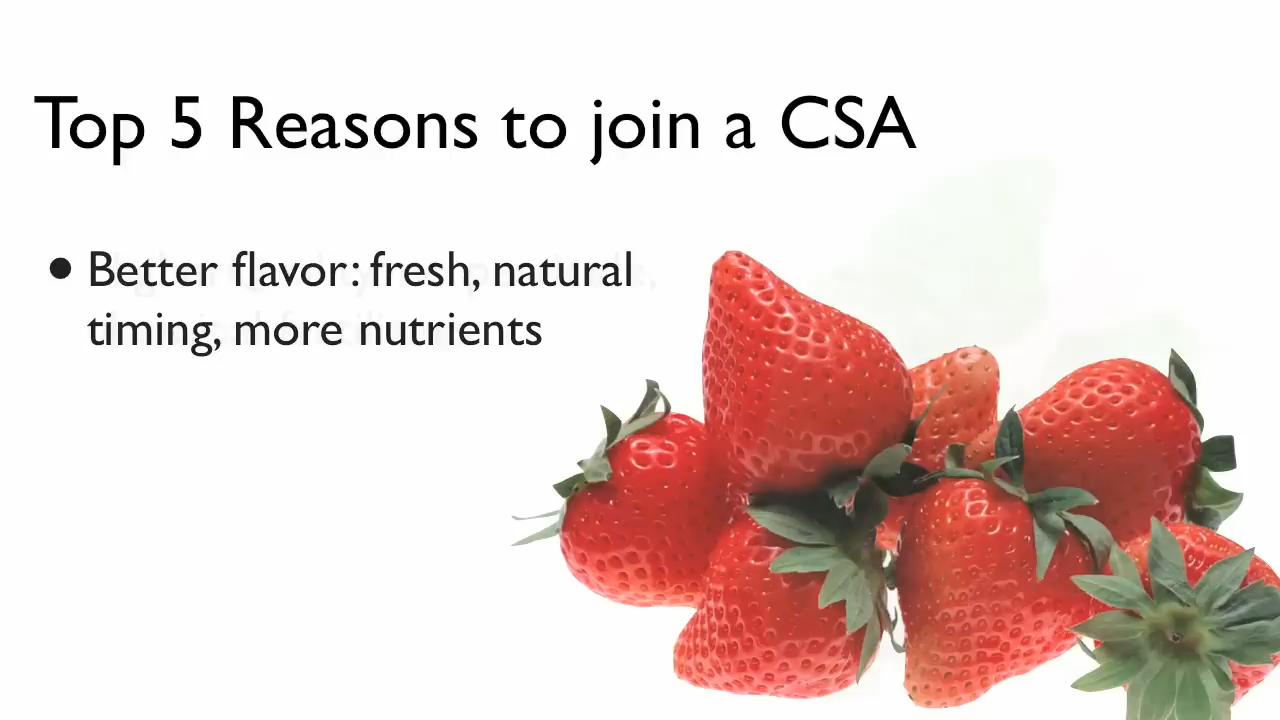 Top 5 Reasons to join a CSA
• Better flavor: fresh, natural
timing, more nutrients